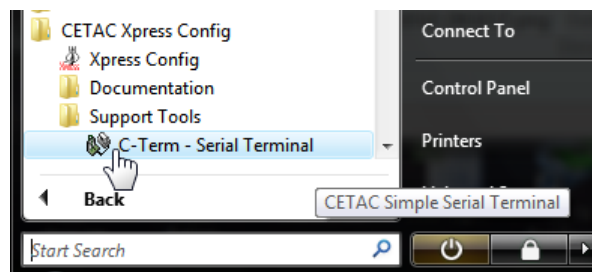 CETAC Xpress Config
Xpress Config
Xpress
Documentation
Support Tools
C-Term - Serial Terminal
Back
Start Search
Connect To
Control Panel
Printers
CETAC Simple Serial Terminal